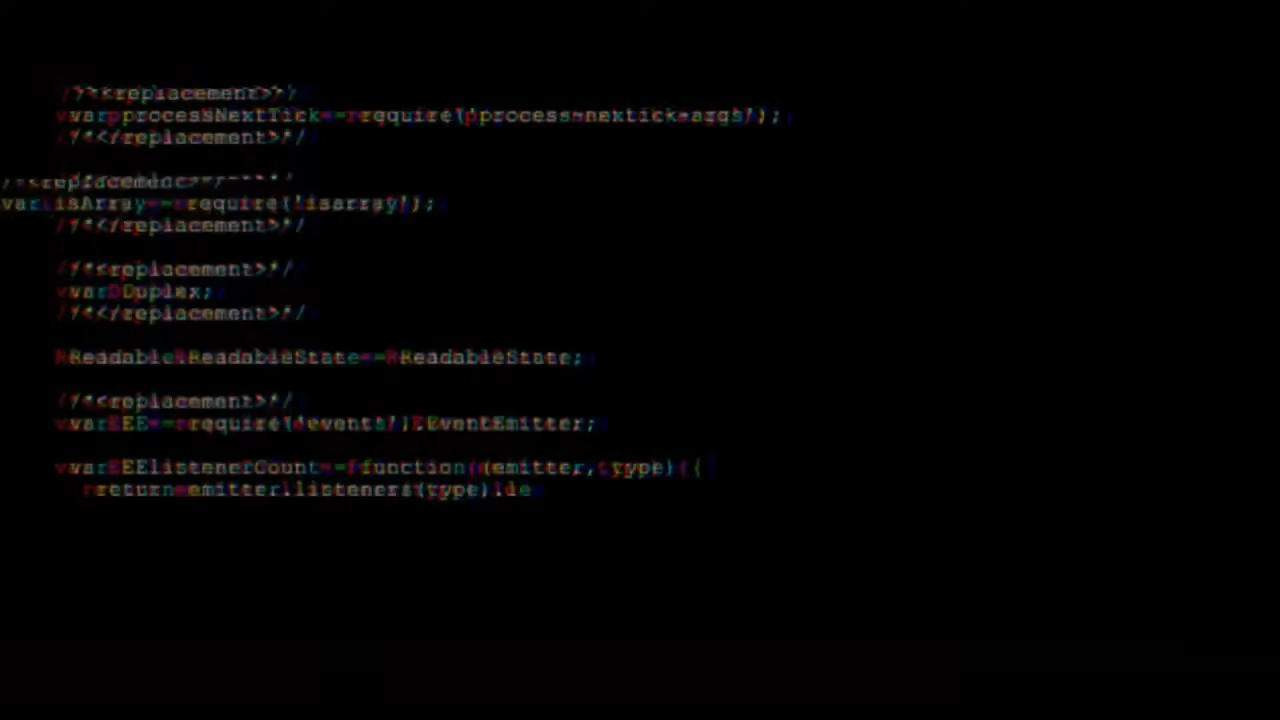 /*<replacement>*/
var processNextTick = require('process-nextick-args');
/*</replacement>*/
/*<replacement>*/
var isArray = require('isarray');
/*</replacement>*/
/*<replacement>*/
var Duplex;
/*</replacement>*/
Readable.ReadableState = ReadableState;
/*<replacement>*/
var EE = require('events').EventEmitter;
var EElistenerCount = function (emitter, type) {
return emitter.listeners(type).le